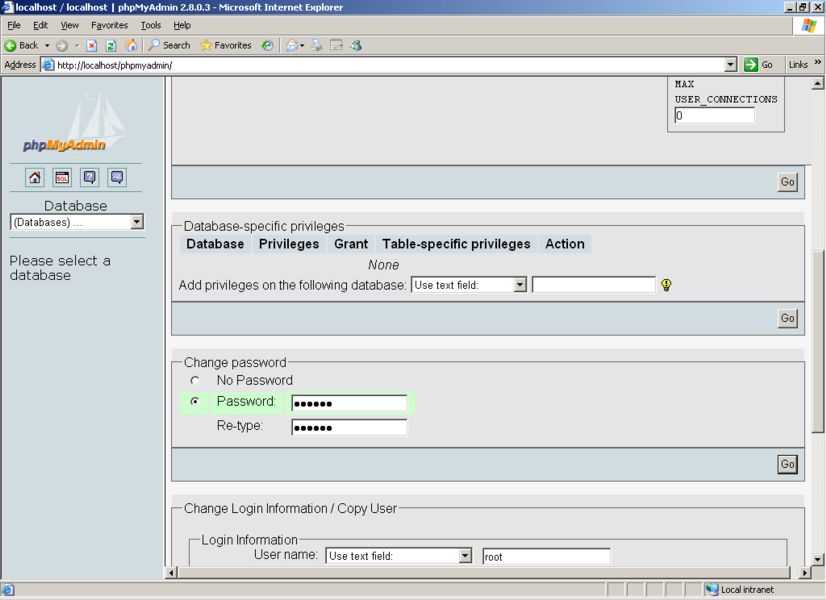 localhost / localhost | phpMyAdmin 2.8.0.3 - Microsoft Internet Explorer
File Edit View Favorites Tools Help
Back Search Favorites
Address http://localhost/phpmyadmin/ Go Links »
phpMyAdmin
SQL
Database
(Databases) ...
Please select a
database
MAX
USER_CONNECTIONS
0
Go
Database-specific privileges
Database Privileges Grant Table-specific privileges Action
None
Add privileges on the following database: Use text field:
Go
Change password
No Password
Password: ●●●●●●
Re-type: ●●●●●●
Go
Change Login Information / Copy User
Login Information
User name: Use text field: root
Local intranet